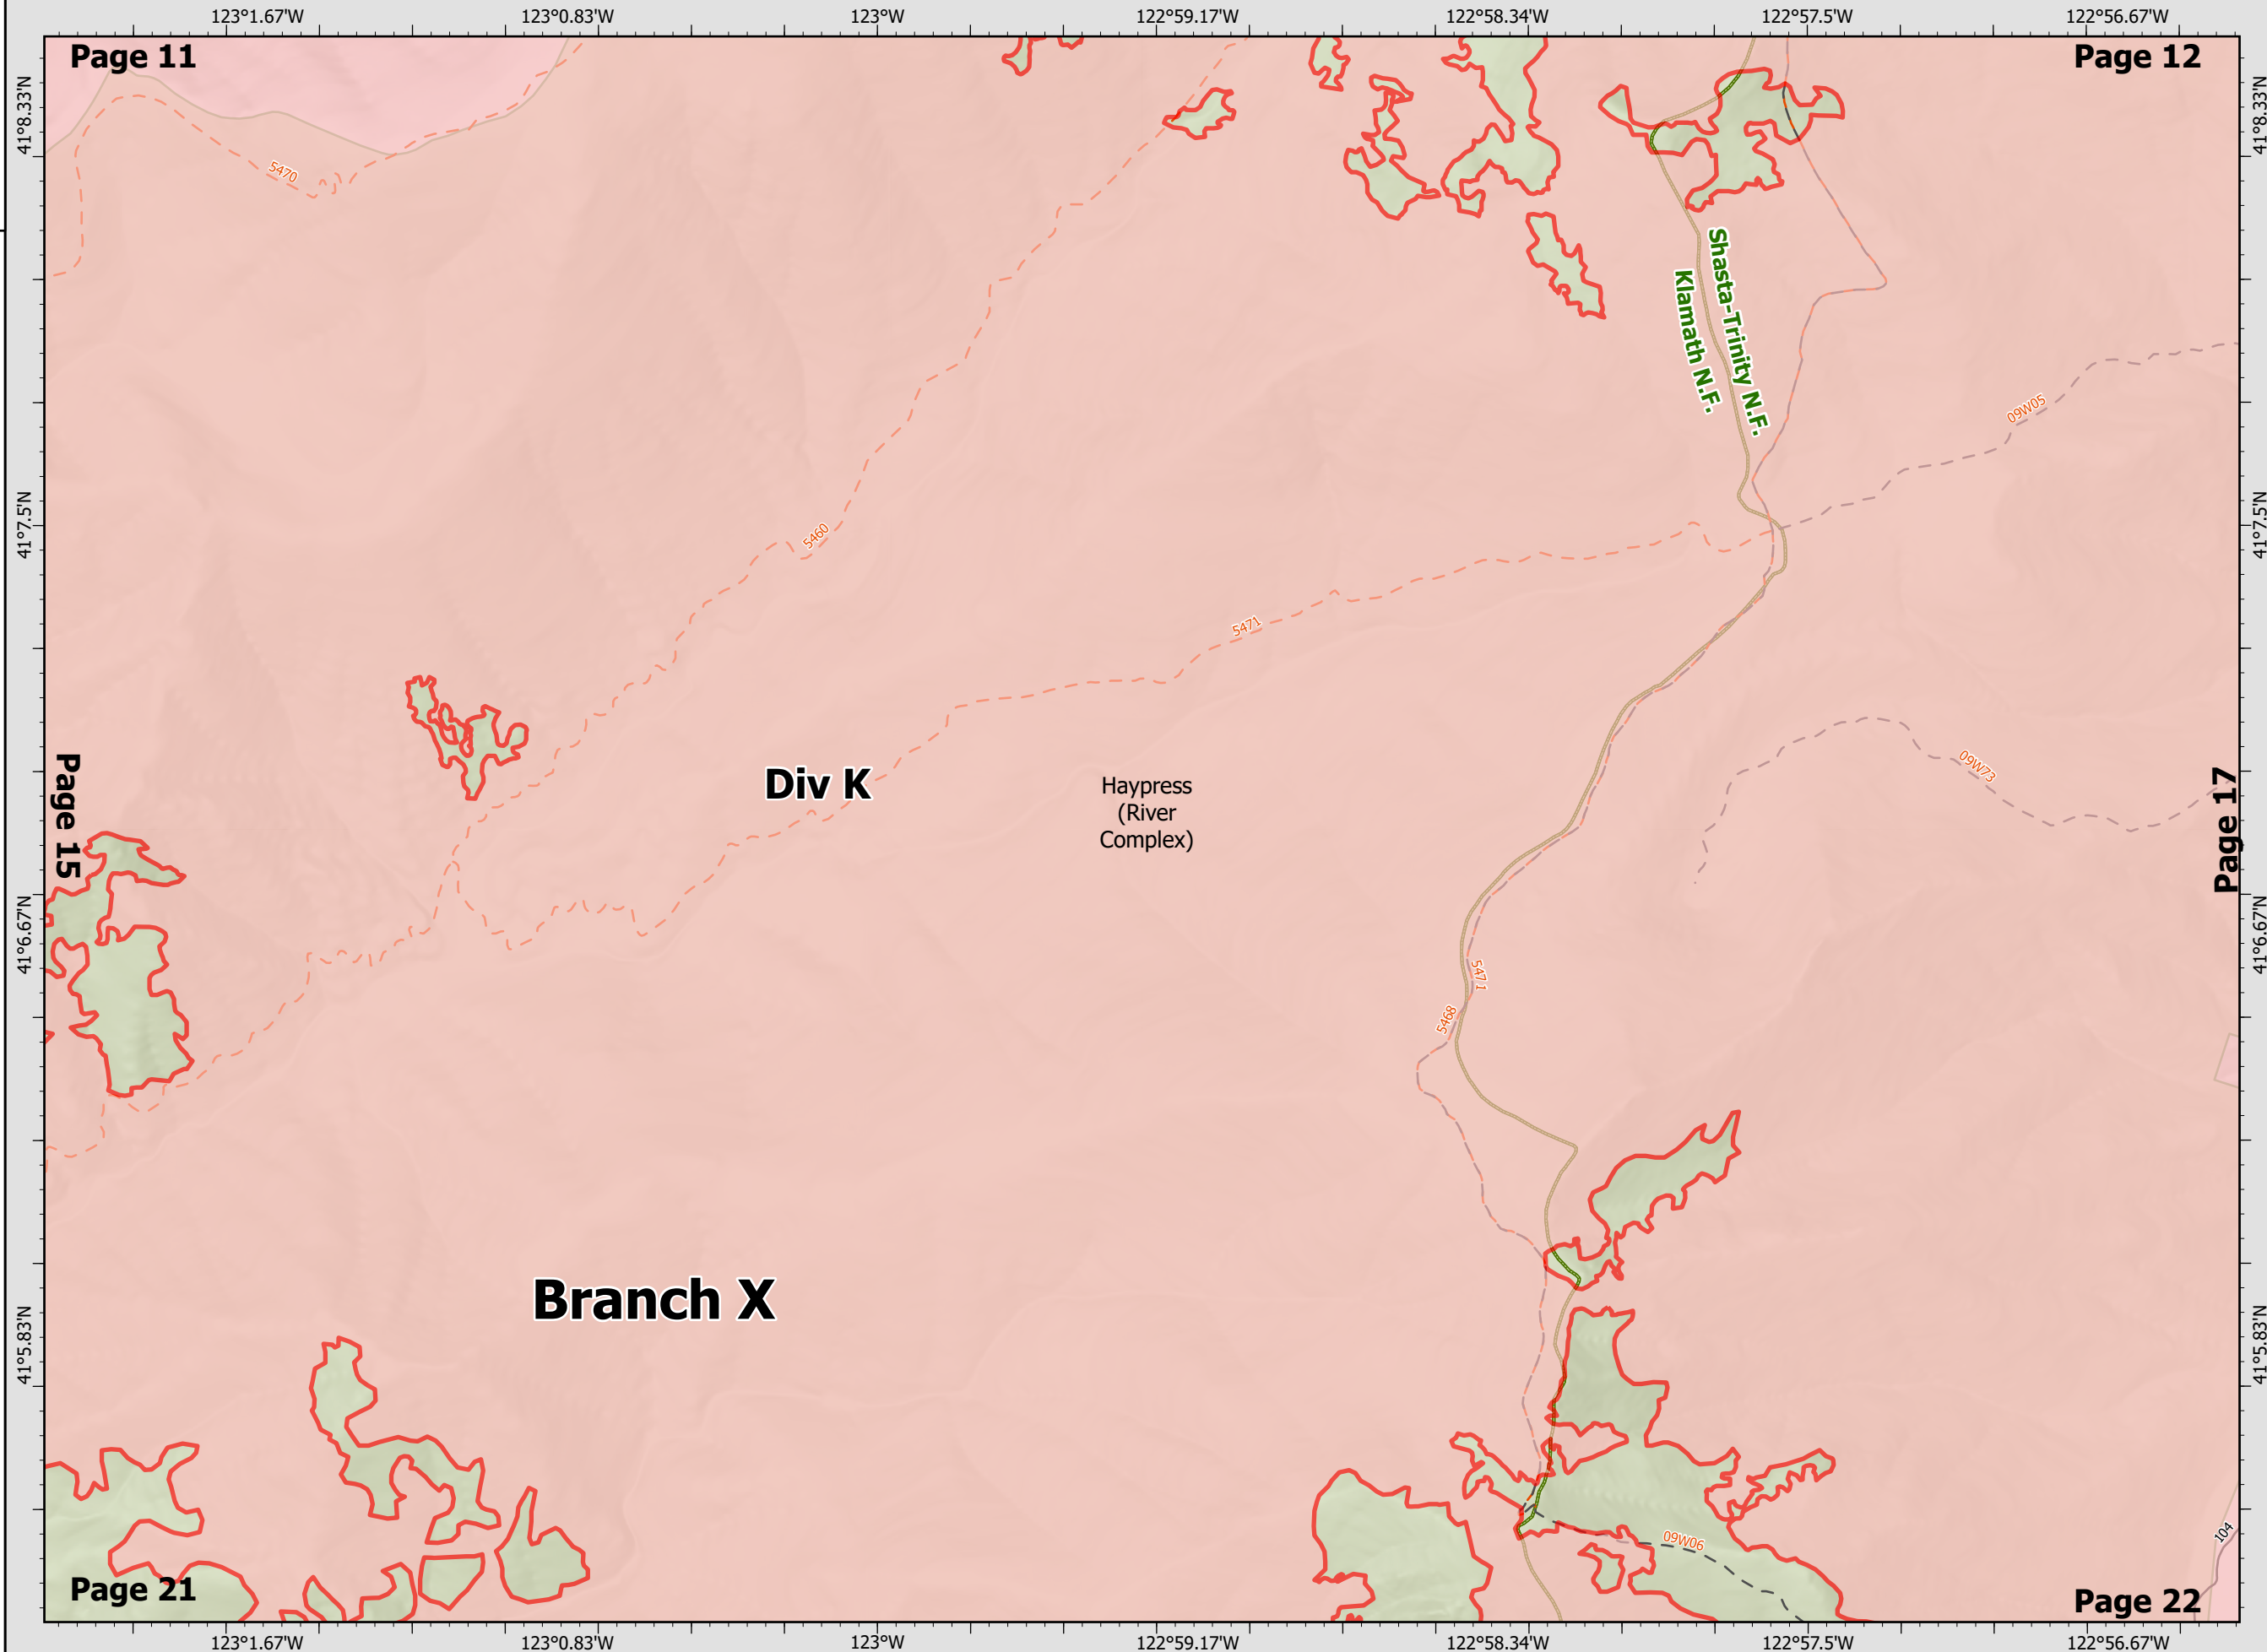 123°1.67'W 123°0.83'W 123°W 122°59.17'W 122°58.34'W 122°57.5'W 122°56.67'W
Page 11
Page 12
41°8.33'N
41°8.33'N
5470
Shasta-Trinity N.F.
Klamath N.F.
09W05
41°7.5'N
41°7.5'N
5460
5471
Page 15
Div K
Haypress
(River
Complex)
09W73
Page 17
41°6.67'N
41°6.67'N
5471
5468
Branch X
41°5.83'N
41°5.83'N
09W06
104
Page 21
Page 22
123°1.67'W 123°0.83'W 123°W 122°59.17'W 122°58.34'W 122°57.5'W 122°56.67'W